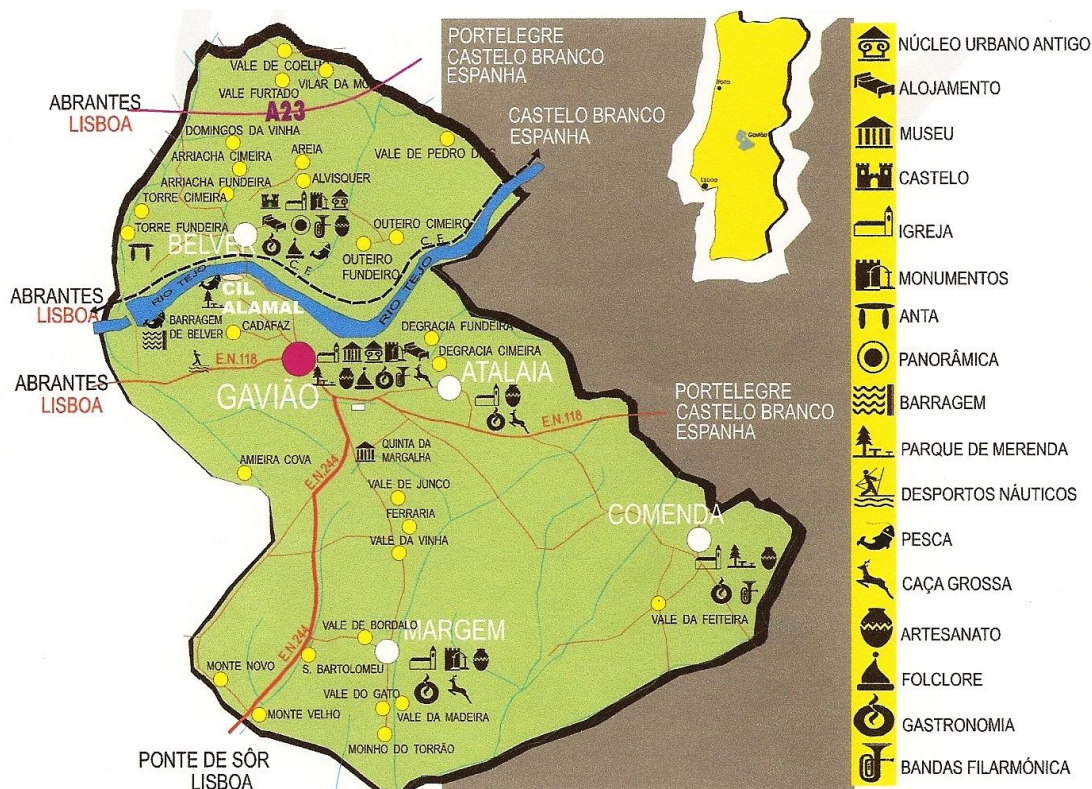 PORTELEGRE
CASTELO BRANCO
ESPANHA
VALE DE COELH
VILAR DA MO
VALE FURTADO
A23
ABRANTES
LISBOA
CASTELO BRANCO
ESPANHA
DOMINGOS DA VINHA
ARRIACHA CIMEIRA
AREIA
VALE DE PEDRO DIAS
ARRIACHA FUNDEIRA
ALVISQUER
TORRE CIMEIRA
TORRE FUNDEIRA
BELVER
OUTEIRO CIMEIRO
OUTEIRO
FUNDEIRO
C. F.
C. F.
RIO TEJO
RIO TEJO
CIL
ALAMAL
ABRANTES
LISBOA
BARRAGEM
DE BELVER
CADAFAZ
DEGRACIA FUNDEIRA
DEGRACIA CIMEIRA
E.N.118
GAVIÃO
ATALAIA
ABRANTES
LISBOA
PORTELEGRE
CASTELO BRANCO
ESPANHA
E.N.118
QUINTA DA
MARGALHA
AMIEIRA COVA
E.N.244
VALE DE JUNCO
FERRARIA
VALE DA VINHA
COMENDA
VALE DA FEITEIRA
VALE DE BORDALO
MARGEM
E.N.244
S. BARTOLOMEU
MONTE NOVO
VALE DO GATO
VALE DA MADEIRA
MONTE VELHO
MOINHO DO TORRÃO
PONTE DE SÔR
LISBOA
Porto
Gavião
Lisboa
NÚCLEO URBANO ANTIGO
ALOJAMENTO
MUSEU
CASTELO
IGREJA
MONUMENTOS
ANTA
PANORÂMICA
BARRAGEM
PARQUE DE MERENDA
DESPORTOS NÁUTICOS
PESCA
CAÇA GROSSA
ARTESANATO
FOLCLORE
GASTRONOMIA
BANDAS FILARMÓNICA